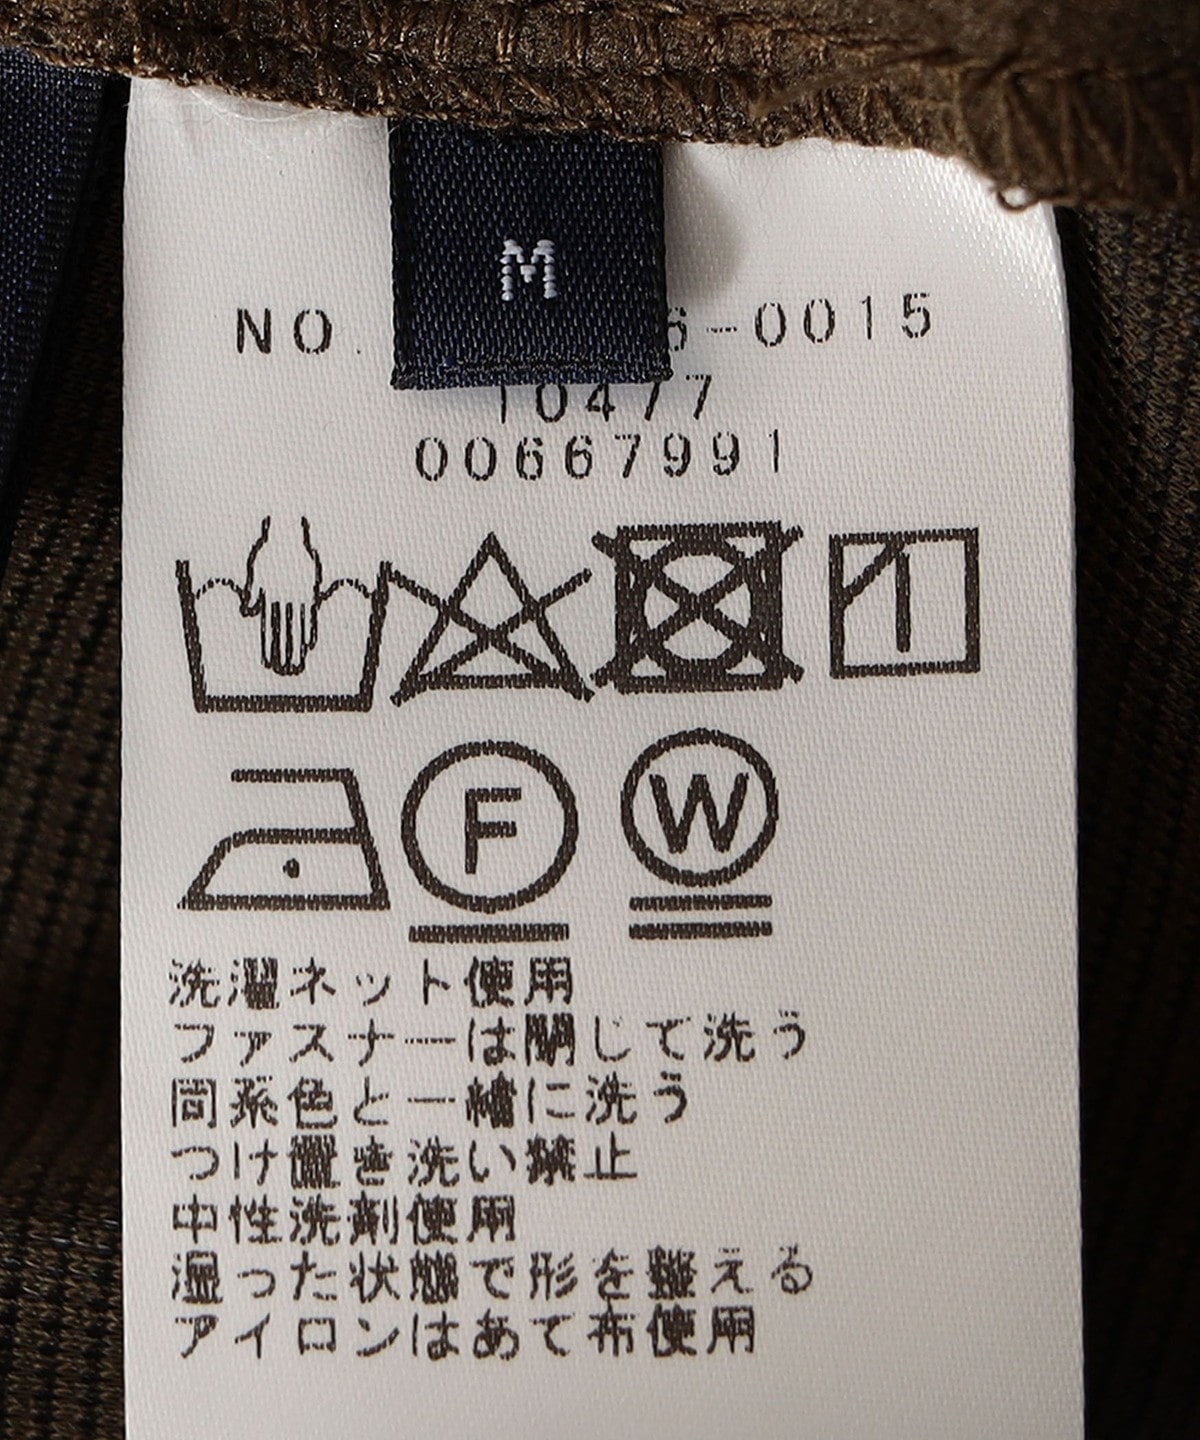 M
NO. 6-0015
10477
00667991
F
W
洗濯ネット使用
ファスナーは閉じて洗う
同系色と一緒に洗う
つけ置き洗い禁止
中性洗剤使用
湿った状態で形を整える
アイロンはあて布使用